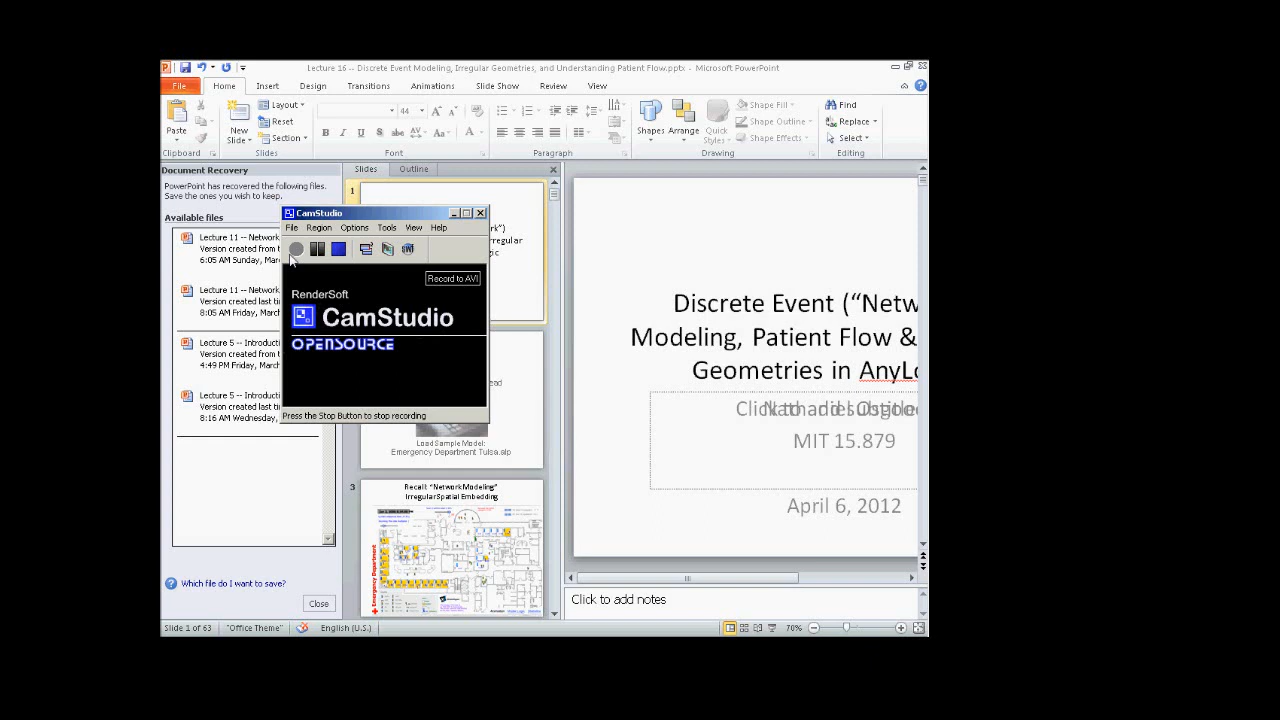 Lecture 16 -- Discrete Event Modeling, Irregular Geometries, and Understanding Patient Flow.pptx - Microsoft PowerPoint
File Home Insert Design Transitions Animations Slide Show Review View
Paste
Clipboard
New
Slide
Layout
Reset
Section
Slides
44
Font
Paragraph
Shapes Arrange Quick
Styles
Shape Fill
Shape Outline
Shape Effects
Drawing
Find
Replace
Select
Editing
Document Recovery
PowerPoint has recovered the following files.
Save the ones you wish to keep.
Available files
Lecture 11 -- Network
Version created from t
6:05 AM Sunday, March
Lecture 11 -- Network
Version created last tim
8:05 AM Friday, March
Lecture 5 -- Introducti
Version created from t
4:49 PM Friday, March
Lecture 5 -- Introducti
Version created last tim
8:16 AM Wednesday,
Which file do I want to save?
Close
Slides Outline
1
CamStudio
File Region Options Tools View Help
Record to AVI
RenderSoft
CamStudio
OPENSOURCE
Press the Stop Button to stop recording
Load Sample Model:
Emergency Department Tulsa.alp
3
Recall: "Network Modeling"
Irregular Spatial Embedding
Emergency Department
Discrete Event ("Netw
Modeling, Patient Flow &
Geometries in AnyLo
MIT 15.879
April 6, 2012
Click to add notes
Slide 1 of 63 "Office Theme" English (U.S.) 70%